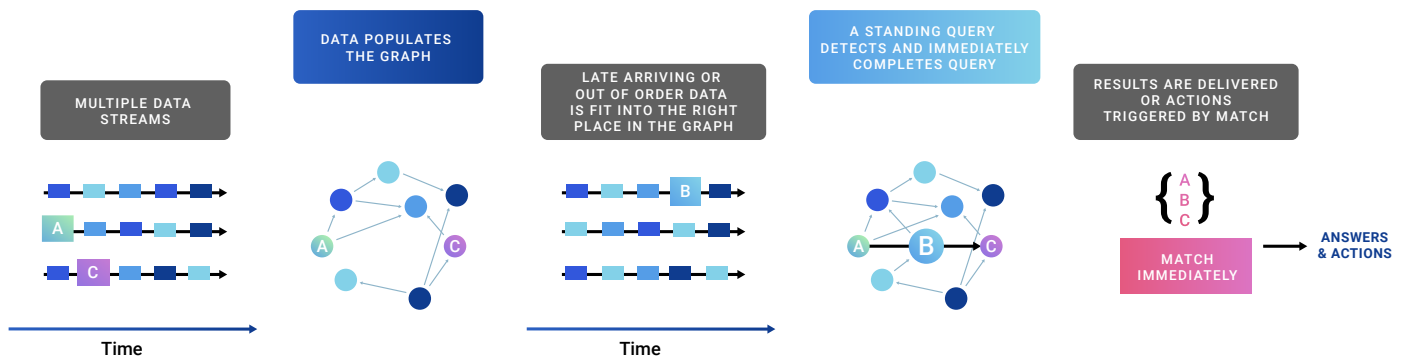 MULTIPLE DATA
STREAMS
A
C
Time
DATA POPULATES
THE GRAPH
A
C
LATE ARRIVING OR
OUT OF ORDER DATA
IS FIT INTO THE RIGHT
PLACE IN THE GRAPH
B
Time
A STANDING QUERY
DETECTS AND IMMEDIATELY
COMPLETES QUERY
A
B
C
RESULTS ARE DELIVERED
OR ACTIONS
TRIGGERED BY MATCH
{ A
B
C }
MATCH
IMMEDIATELY
ANSWERS
& ACTIONS